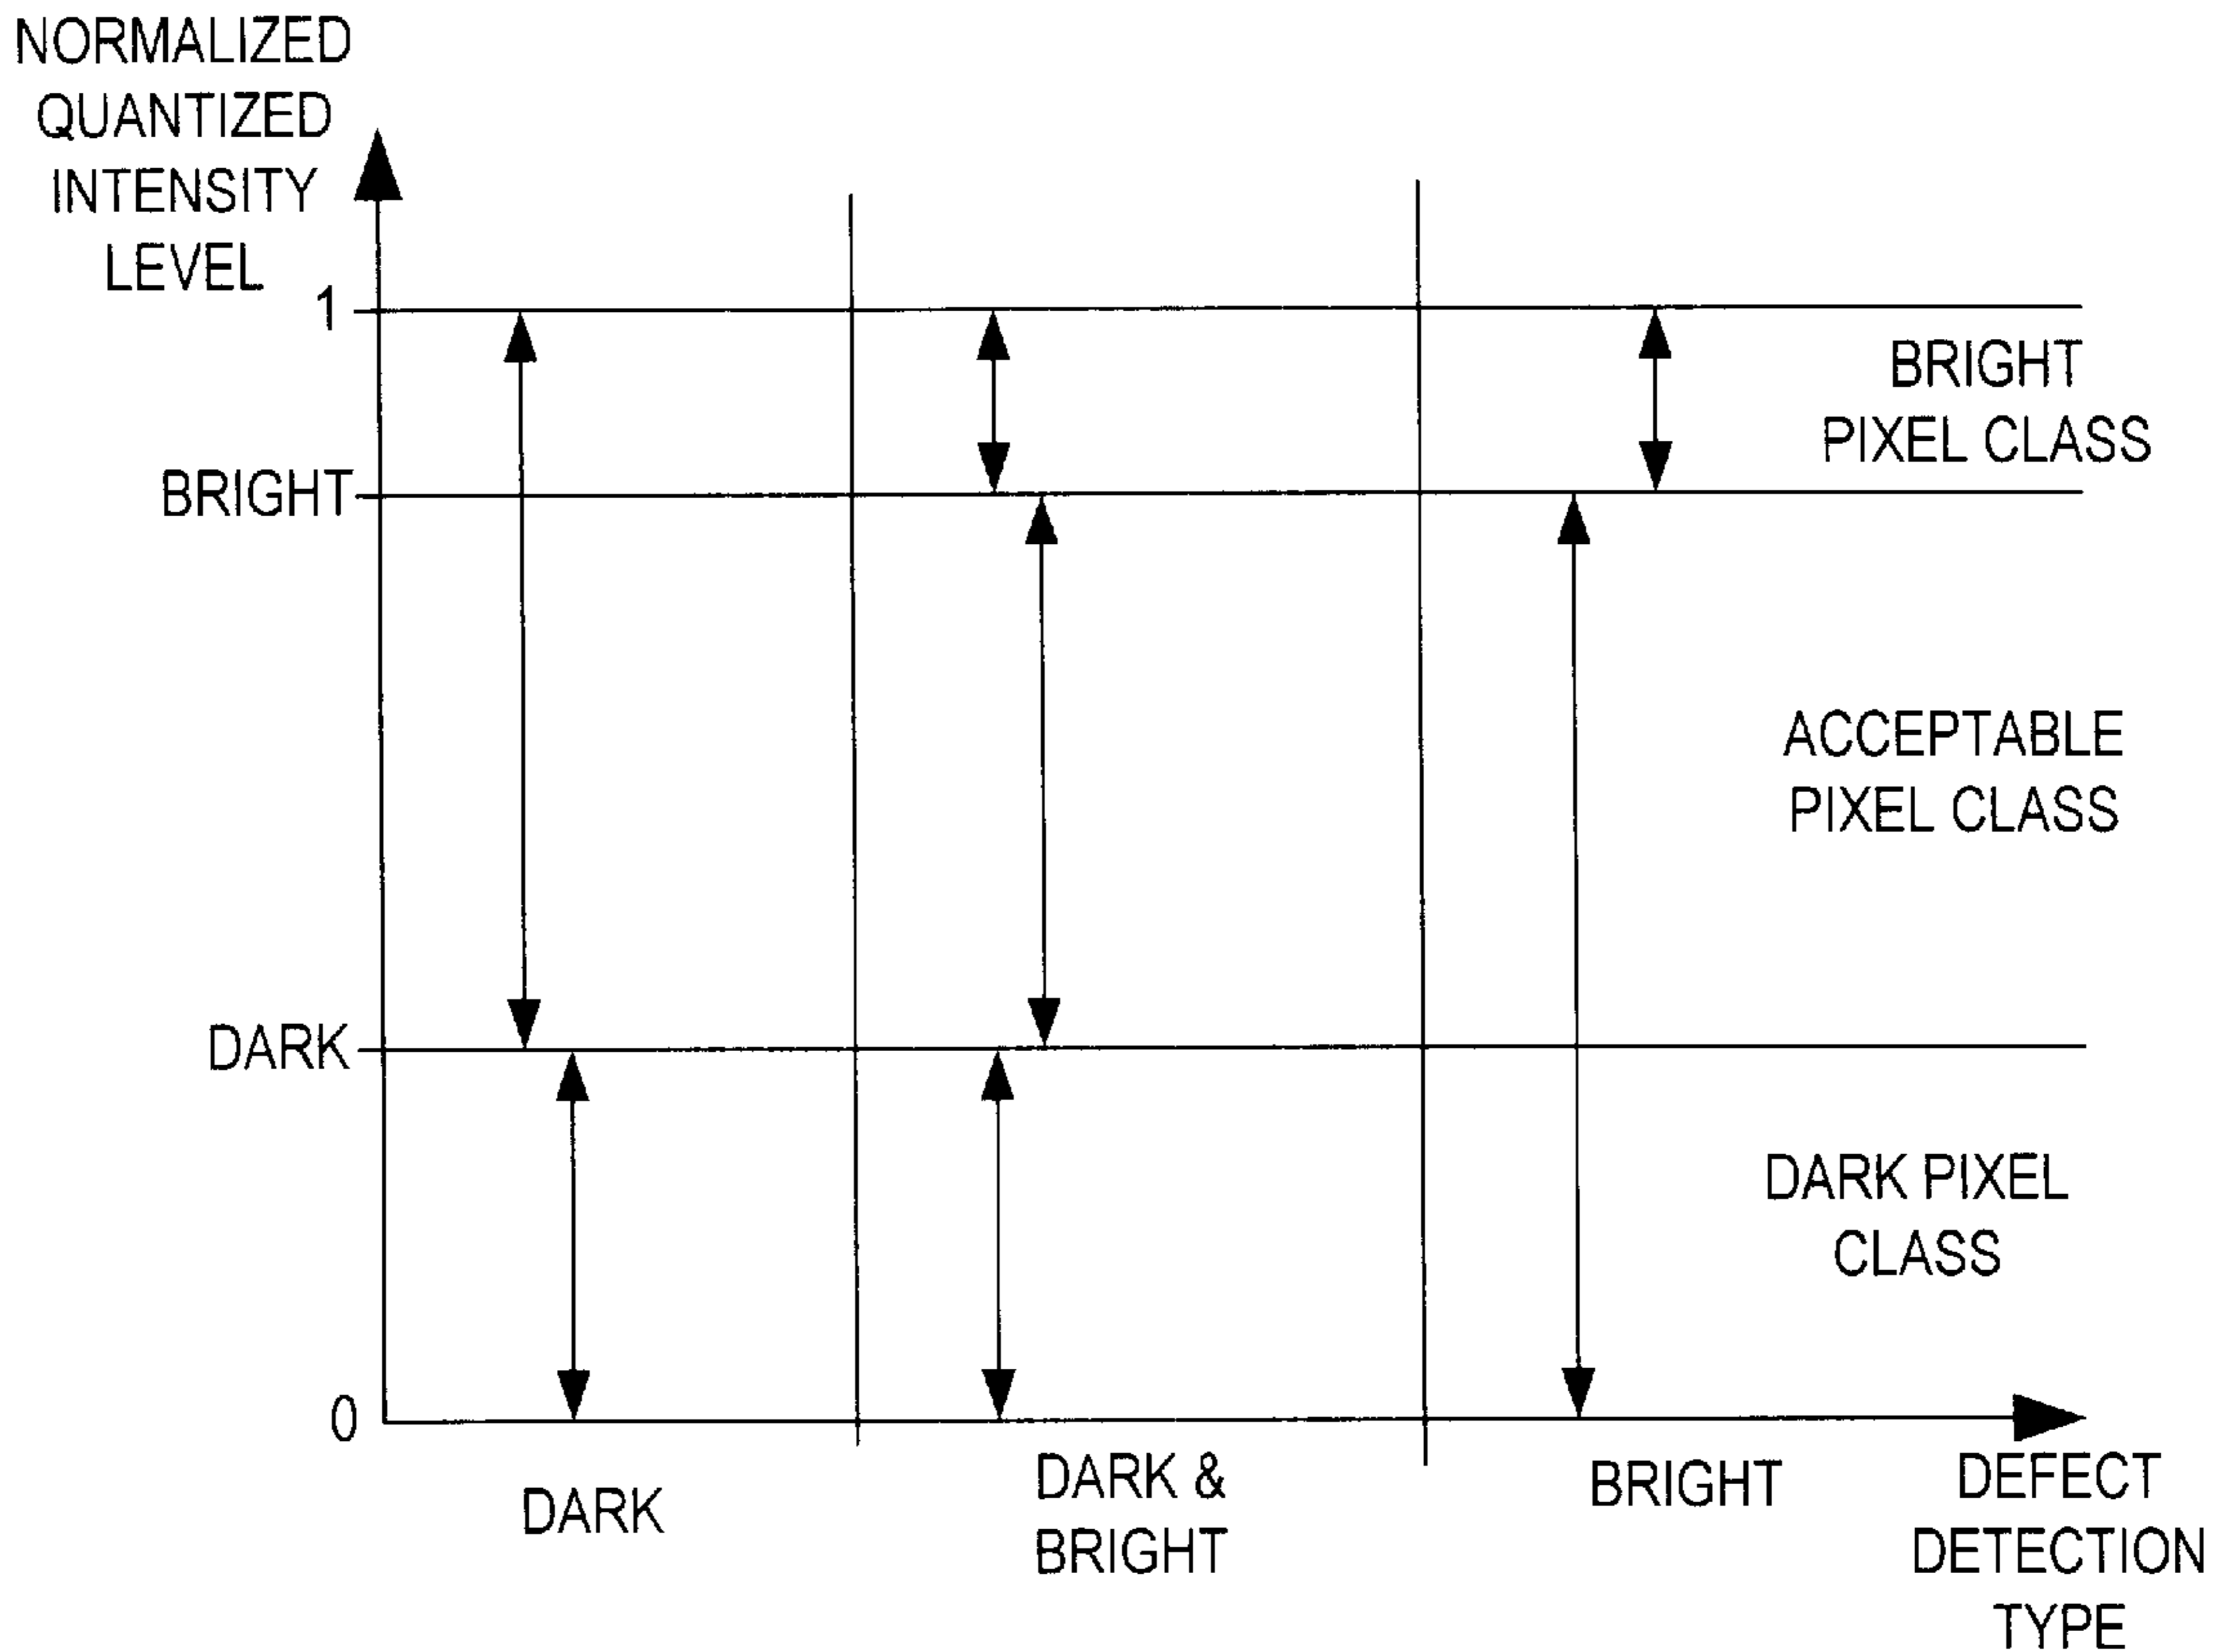 NORMALIZED
QUANTIZED
INTENSITY
LEVEL
1
BRIGHT
PIXEL CLASS
BRIGHT
ACCEPTABLE
PIXEL CLASS
DARK
DARK PIXEL
CLASS
0
DARK
DARK &
BRIGHT
BRIGHT
DEFECT
DETECTION
TYPE